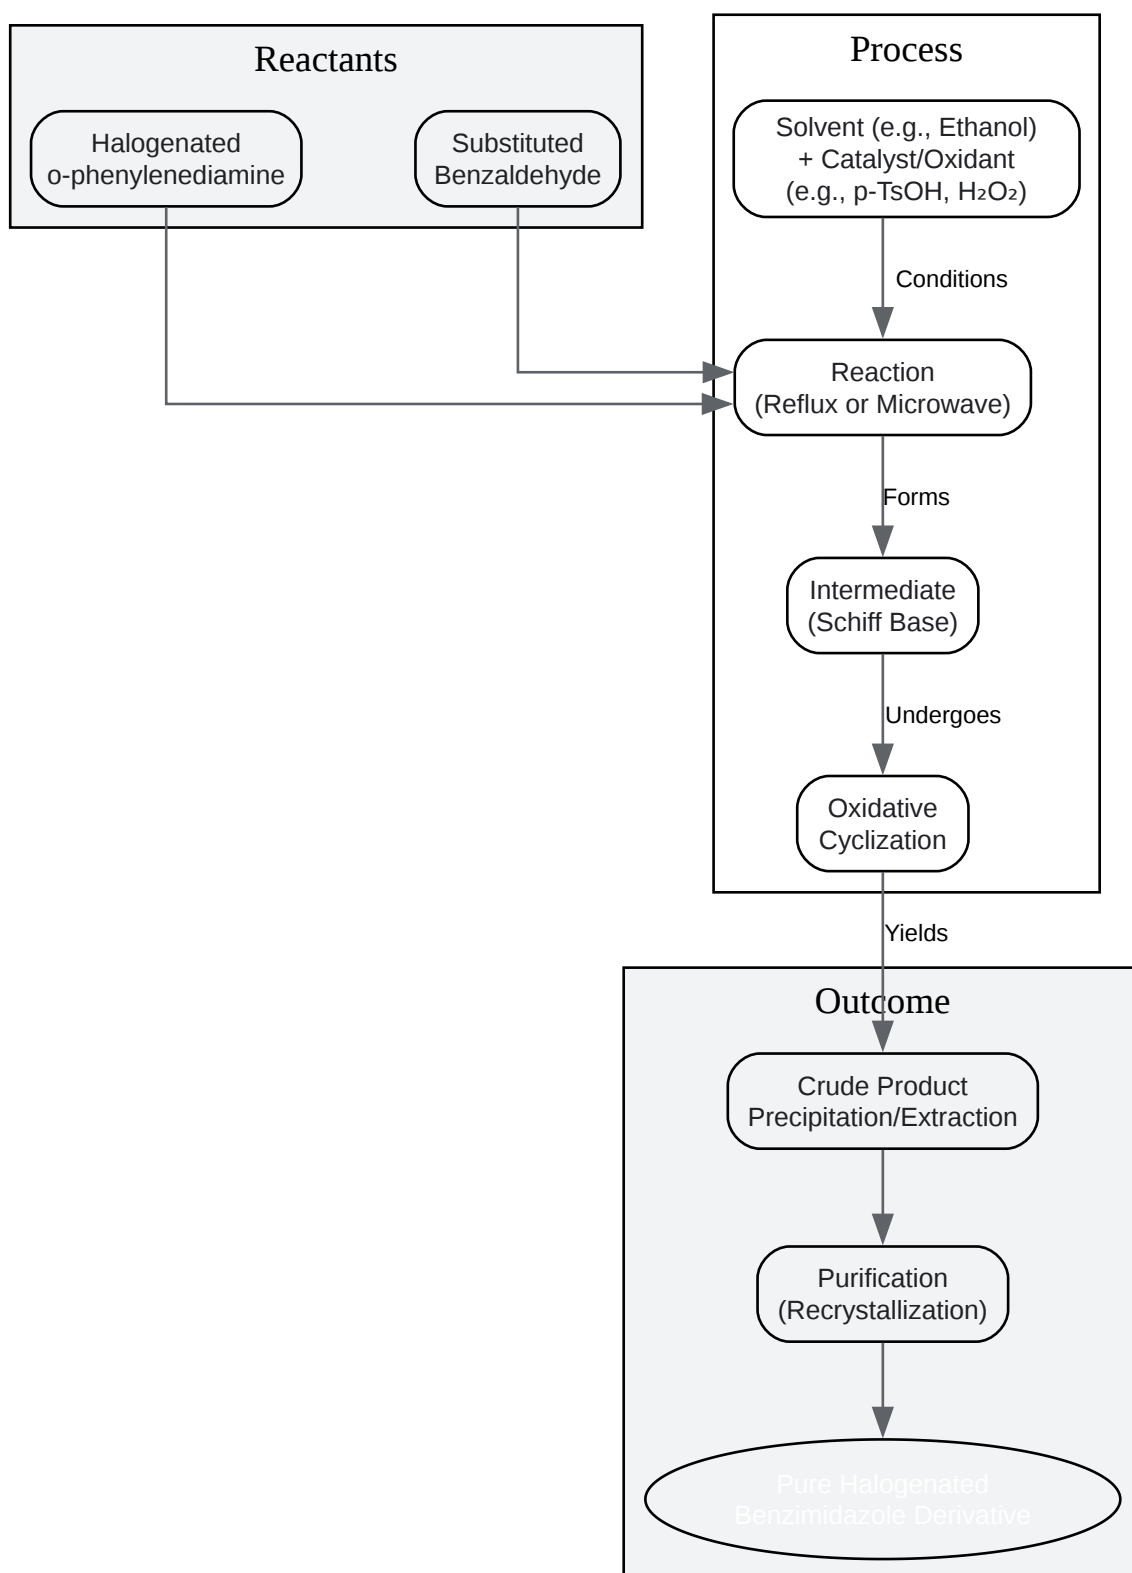 Reactants
Halogenated
o-phenylenediamine
Substituted
Benzaldehyde
Process
Solvent (e.g., Ethanol)
+ Catalyst/Oxidant
(e.g., p-TsOH, H₂O₂)
Conditions
Reaction
(Reflux or Microwave)
Forms
Intermediate
(Schiff Base)
Undergoes
Oxidative
Cyclization
Yields
Outcome
Crude Product
Precipitation/Extraction
Purification
(Recrystallization)
Pure Halogenated
Benzimidazole Derivative